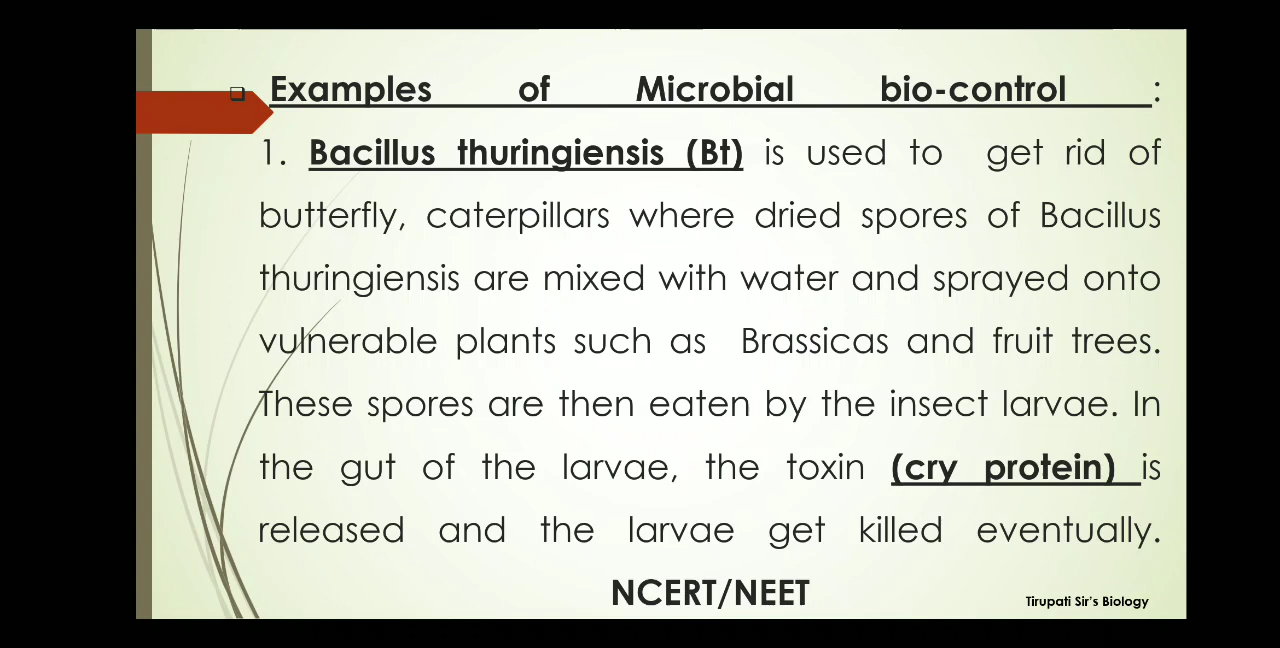 ❑ Examples of Microbial bio-control :
1. Bacillus thuringiensis (Bt) is used to get rid of
butterfly, caterpillars where dried spores of Bacillus
thuringiensis are mixed with water and sprayed onto
vulnerable plants such as Brassicas and fruit trees.
These spores are then eaten by the insect larvae. In
the gut of the larvae, the toxin (cry protein) is
released and the larvae get killed eventually.
NCERT/NEET
Tirupati Sir's Biology